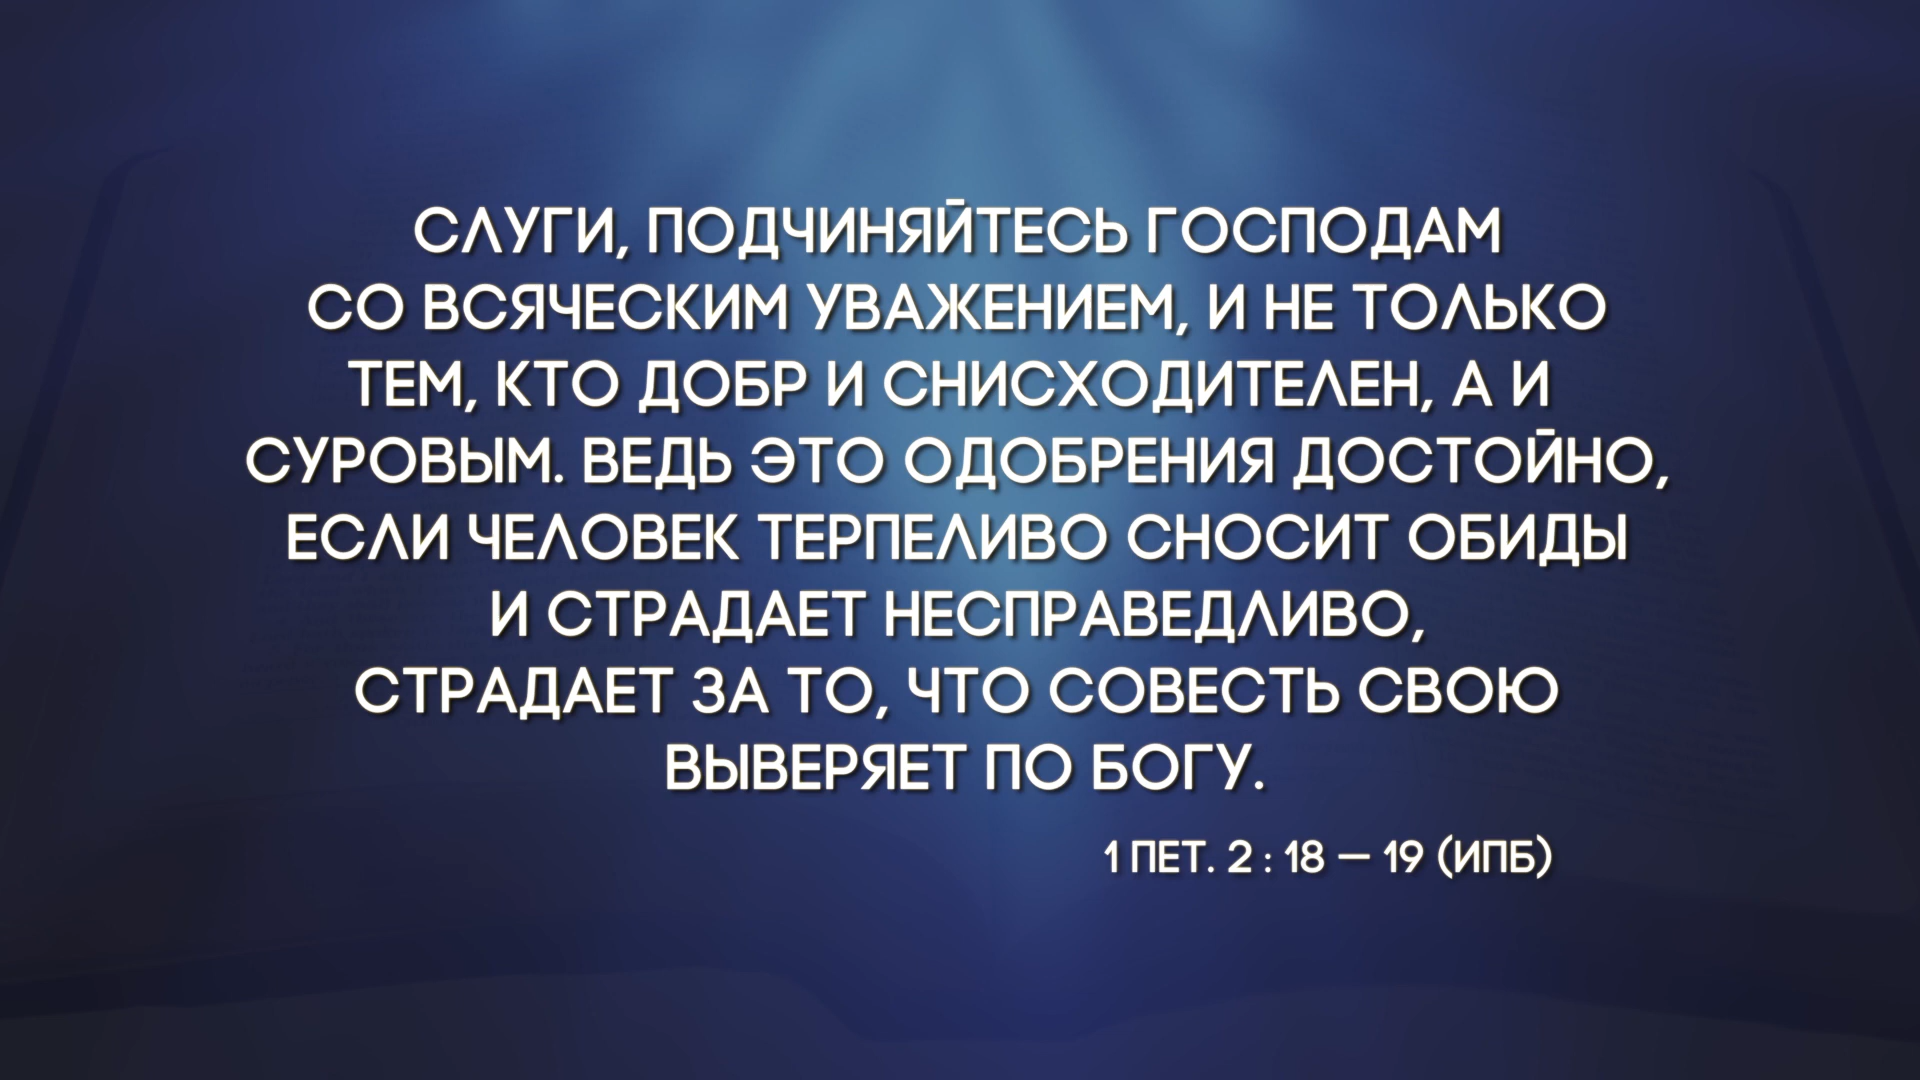 СЛУГИ, ПОДЧИНЯЙТЕСЬ ГОСПОДАМ
СО ВСЯЧЕСКИМ УВАЖЕНИЕМ, И НЕ ТОЛЬКО
ТЕМ, КТО ДОБР И СНИСХОДИТЕЛЕН, А И
СУРОВЫМ. ВЕДЬ ЭТО ОДОБРЕНИЯ ДОСТОЙНО,
ЕСЛИ ЧЕЛОВЕК ТЕРПЕЛИВО СНОСИТ ОБИДЫ
И СТРАДАЕТ НЕСПРАВЕДЛИВО,
СТРАДАЕТ ЗА ТО, ЧТО СОВЕСТЬ СВОЮ
ВЫВЕРЯЕТ ПО БОГУ.
1 ПЕТ. 2 : 18 — 19 (ИПБ)